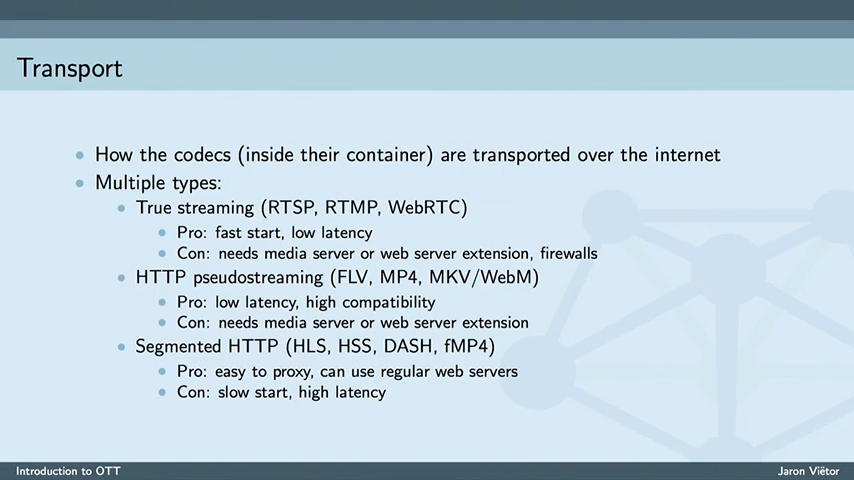 Transport
How the codecs (inside their container) are transported over the internet
Multiple types:
True streaming (RTSP, RTMP, WebRTC)
Pro: fast start, low latency
Con: needs media server or web server extension, firewalls
HTTP pseudostreaming (FLV, MP4, MKV/WebM)
Pro: low latency, high compatibility
Con: needs media server or web server extension
Segmented HTTP (HLS, HSS, DASH, fMP4)
Pro: easy to proxy, can use regular web servers
Con: slow start, high latency
Introduction to OTT
Jaron Viëtor